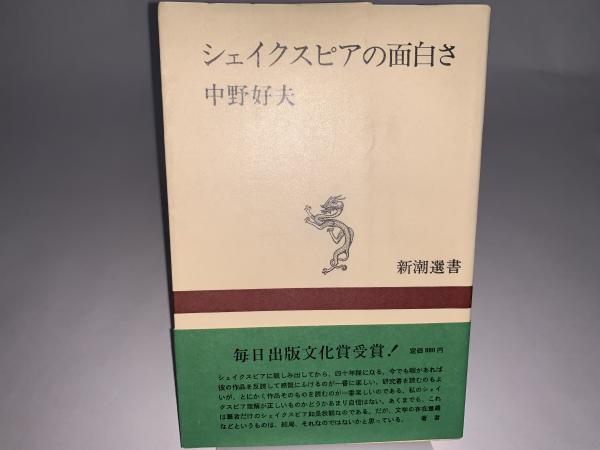 シェイクスピアの面白さ
中野好夫
新潮選書
毎日出版文化賞受賞!
定価880円
シェイクスピアに親しみ出してから、四十年隊になる。今でも暇があれば
彼の作品を反読して感賞にふけるのが一番に楽しい。研究書を読むのもよ
いが、とにかく作品そのものを読むのが一番楽しいのである。私のシェイ
クスピア理解が正しいものかどうかあまり自信はない。あくまでも、これ
は著者だけのシェイクスピア如是我観なのである。だが、文学の存在意義
などというものは、結局、それなのではないかと思っている。 著者